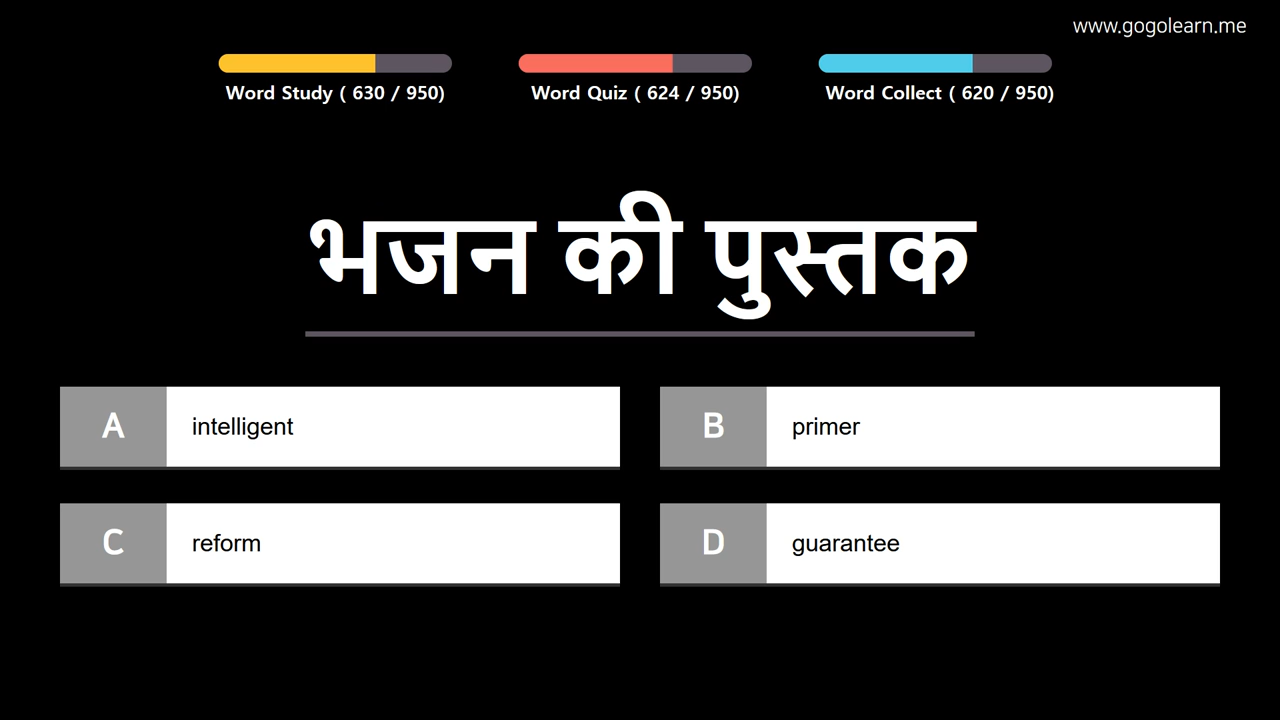 www.gogolearn.me
Word Study ( 630 / 950)
Word Quiz ( 624 / 950)
Word Collect ( 620 / 950)
भजन की पुस्तक
A intelligent
B primer
C reform
D guarantee